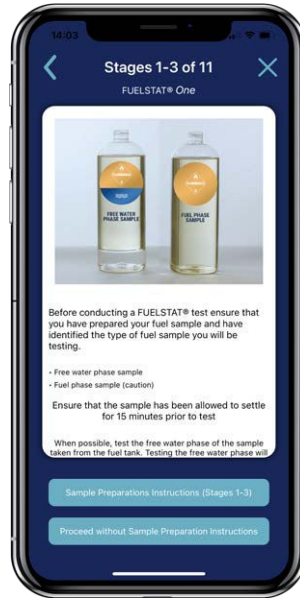 14:03
Stages 1-3 of 11
FUELSTAT® One
FREE WATER
PHASE SAMPLE
FUEL PHASE
SAMPLE
Before conducting a FUELSTAT® test ensure that
you have prepared your fuel sample and have
identified the type of fuel sample you will be
testing.
• Free water phase sample
• Fuel phase sample (caution)
Ensure that the sample has been allowed to settle
for 15 minutes prior to test
When possible, test the free water phase of the sample
taken from the fuel tank. Testing the free water phase will
Sample Preparations Instructions (Stages 1-3)
Proceed without Sample Preparation Instructions